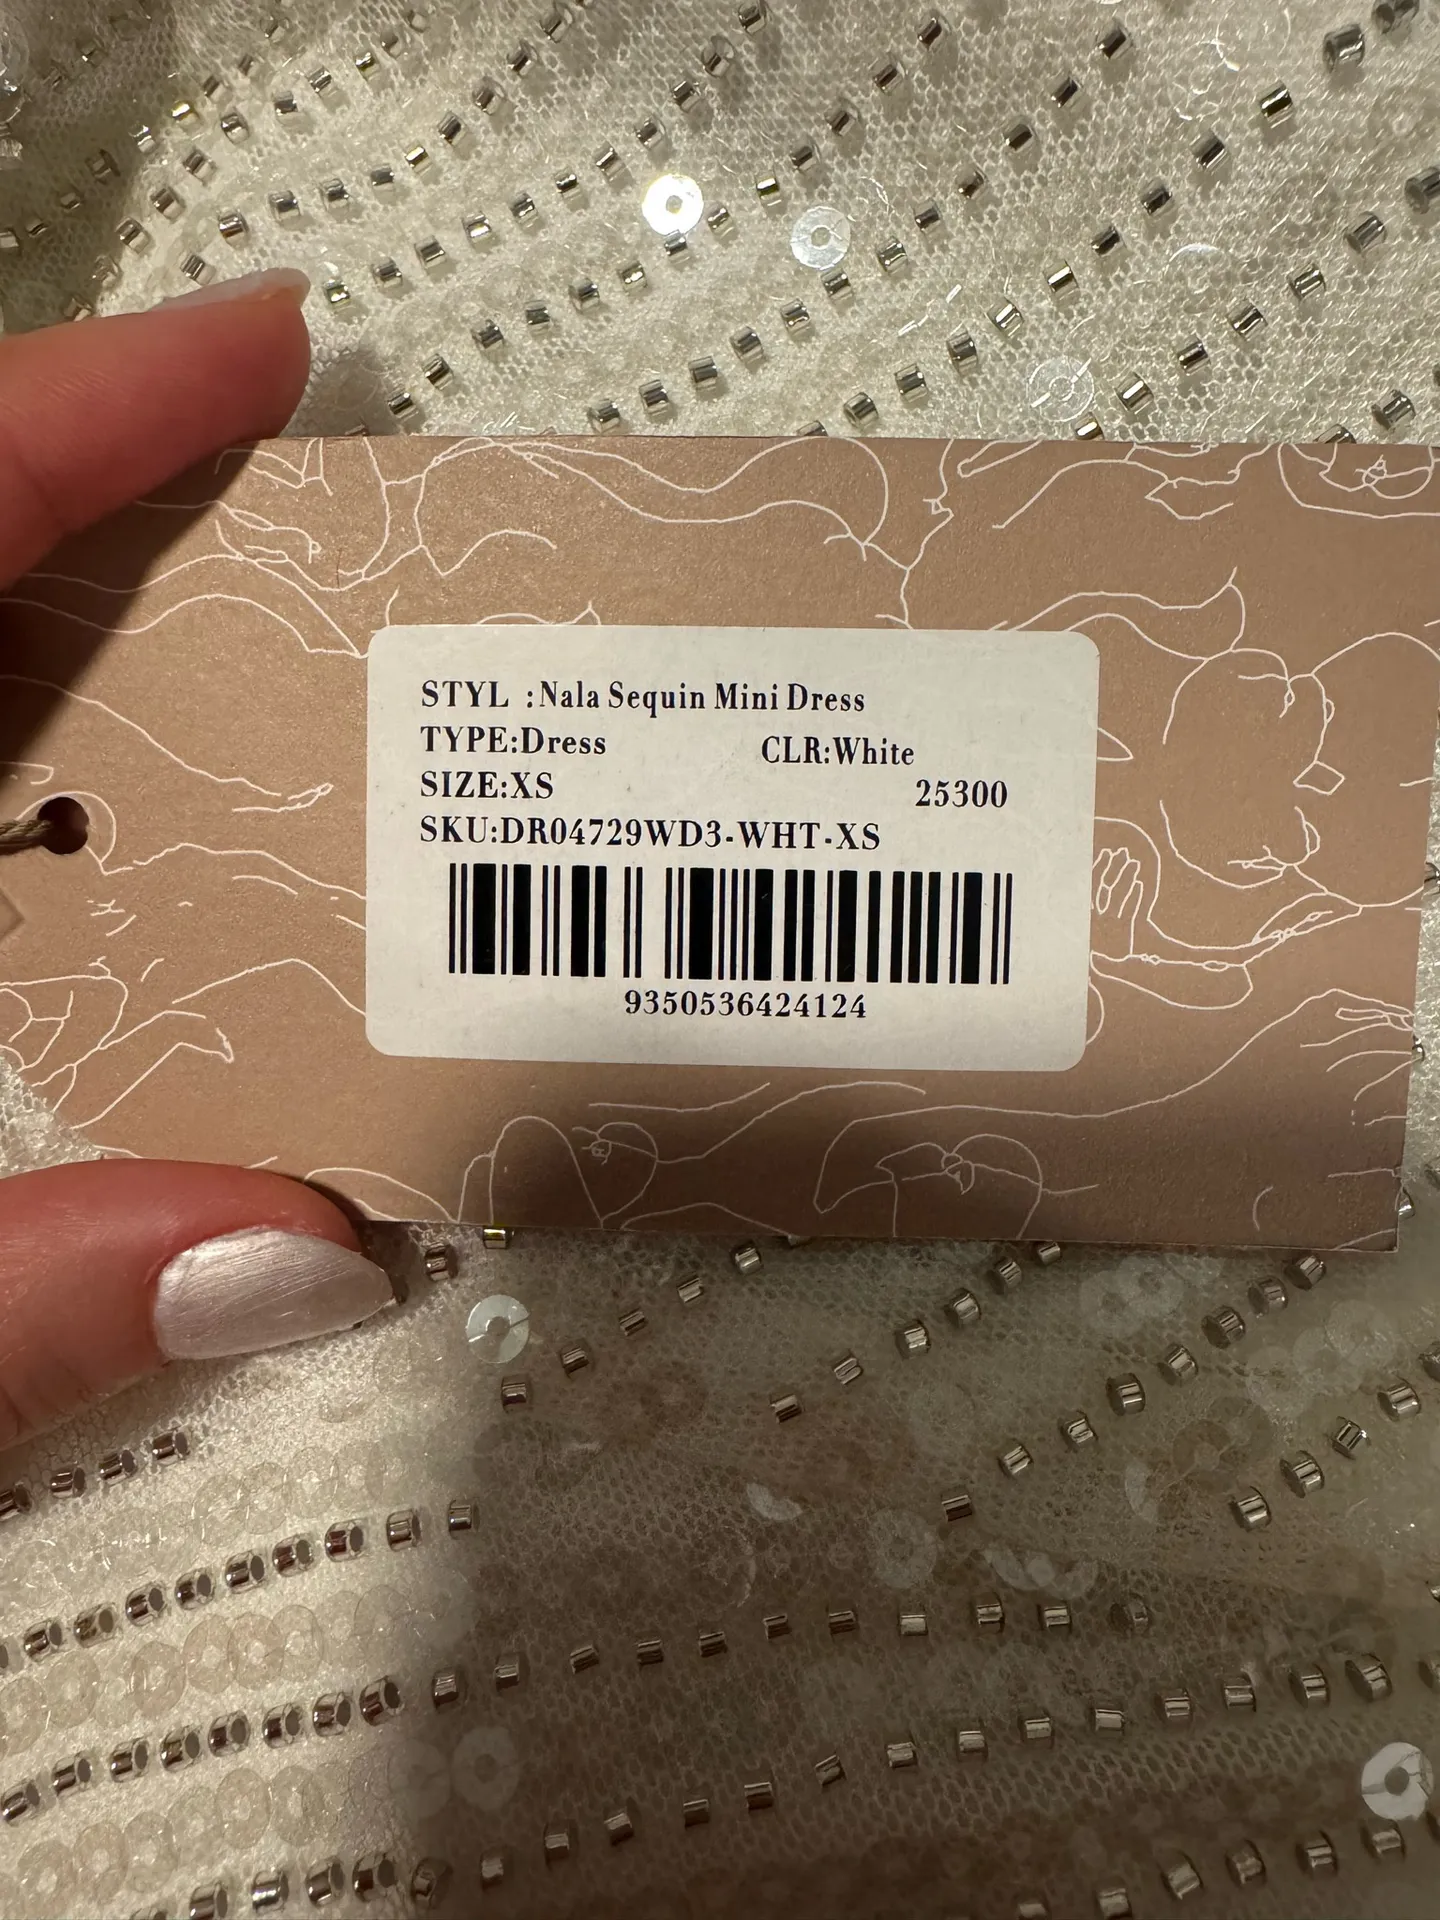 STYL :Nala Sequin Mini Dress
TYPE:Dress CLR:White
SIZE:XS 25300
SKU:DR04729WD3-WHT-XS
9350536424124